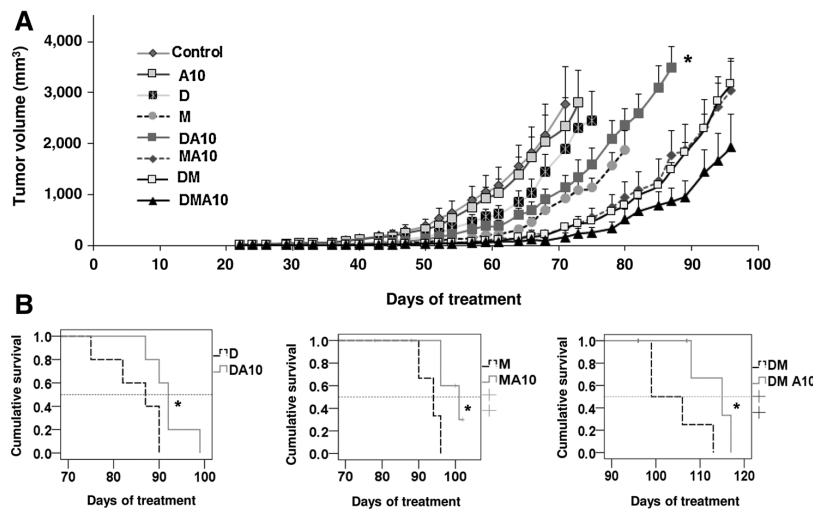 A
Tumor volume (mm³)
4,000
3,000
2,000
1,000
0
Control
A10
D
M
DA10
MA10
DM
DMA10
*
0 10 20 30 40 50 60 70 80 90 100
Days of treatment
B
Cumulative survival
1.0
0.8
0.6
0.4
0.2
0.0
D
DA10
*
70 80 90 100
Days of treatment
Cumulative survival
1.0
0.8
0.6
0.4
0.2
0.0
M
MA10
*
70 80 90 100
Days of treatment
Cumulative survival
1.0
0.8
0.6
0.4
0.2
0.0
DM
DM A10
*
90 100 110 120
Days of treatment